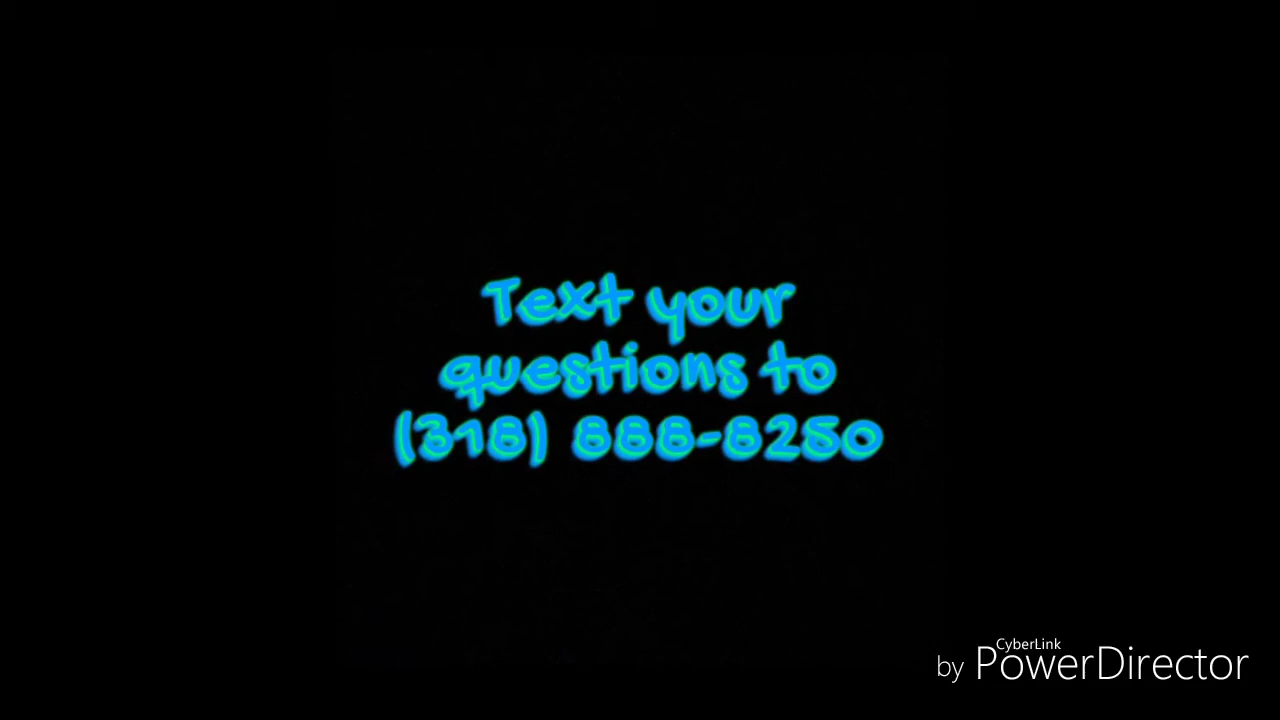 Text your
questions to
(318) 888-8250
CyberLink
by PowerDirector